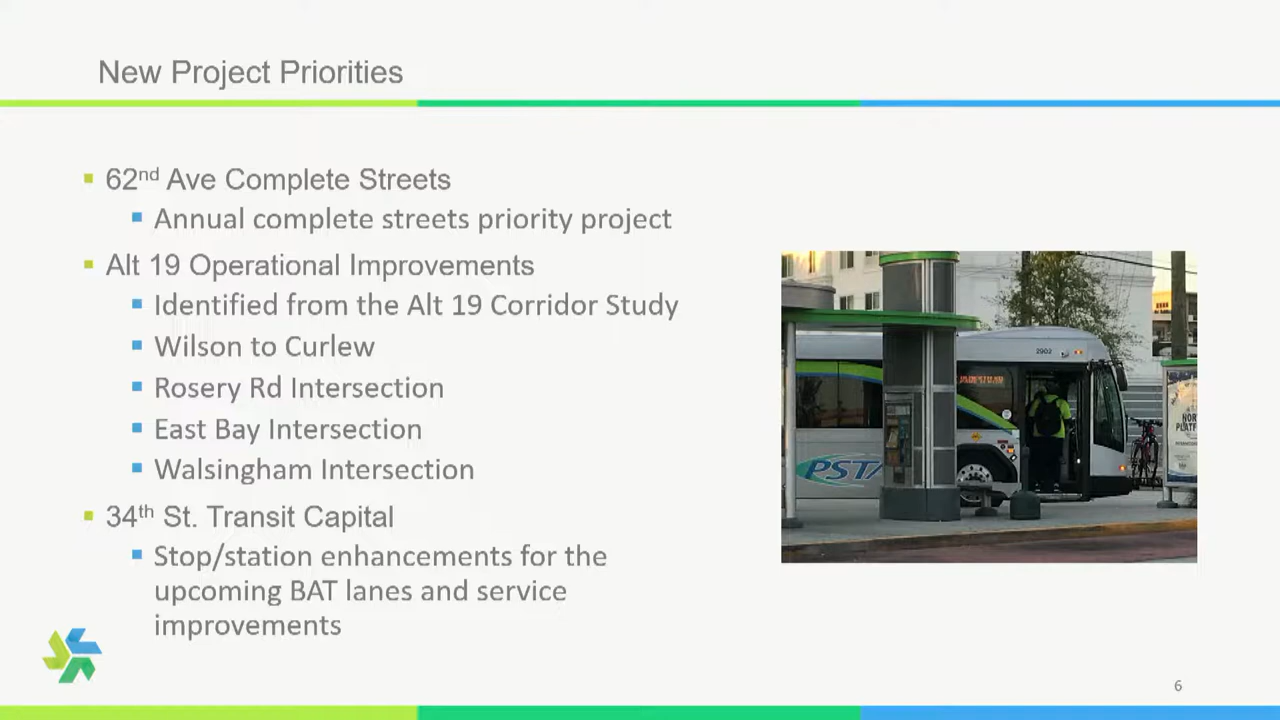 New Project Priorities
62nd Ave Complete Streets
Annual complete streets priority project
Alt 19 Operational Improvements
Identified from the Alt 19 Corridor Study
Wilson to Curlew
Rosery Rd Intersection
East Bay Intersection
Walsingham Intersection
34th St. Transit Capital
Stop/station enhancements for the
upcoming BAT lanes and service
improvements
2902
PSTA
6